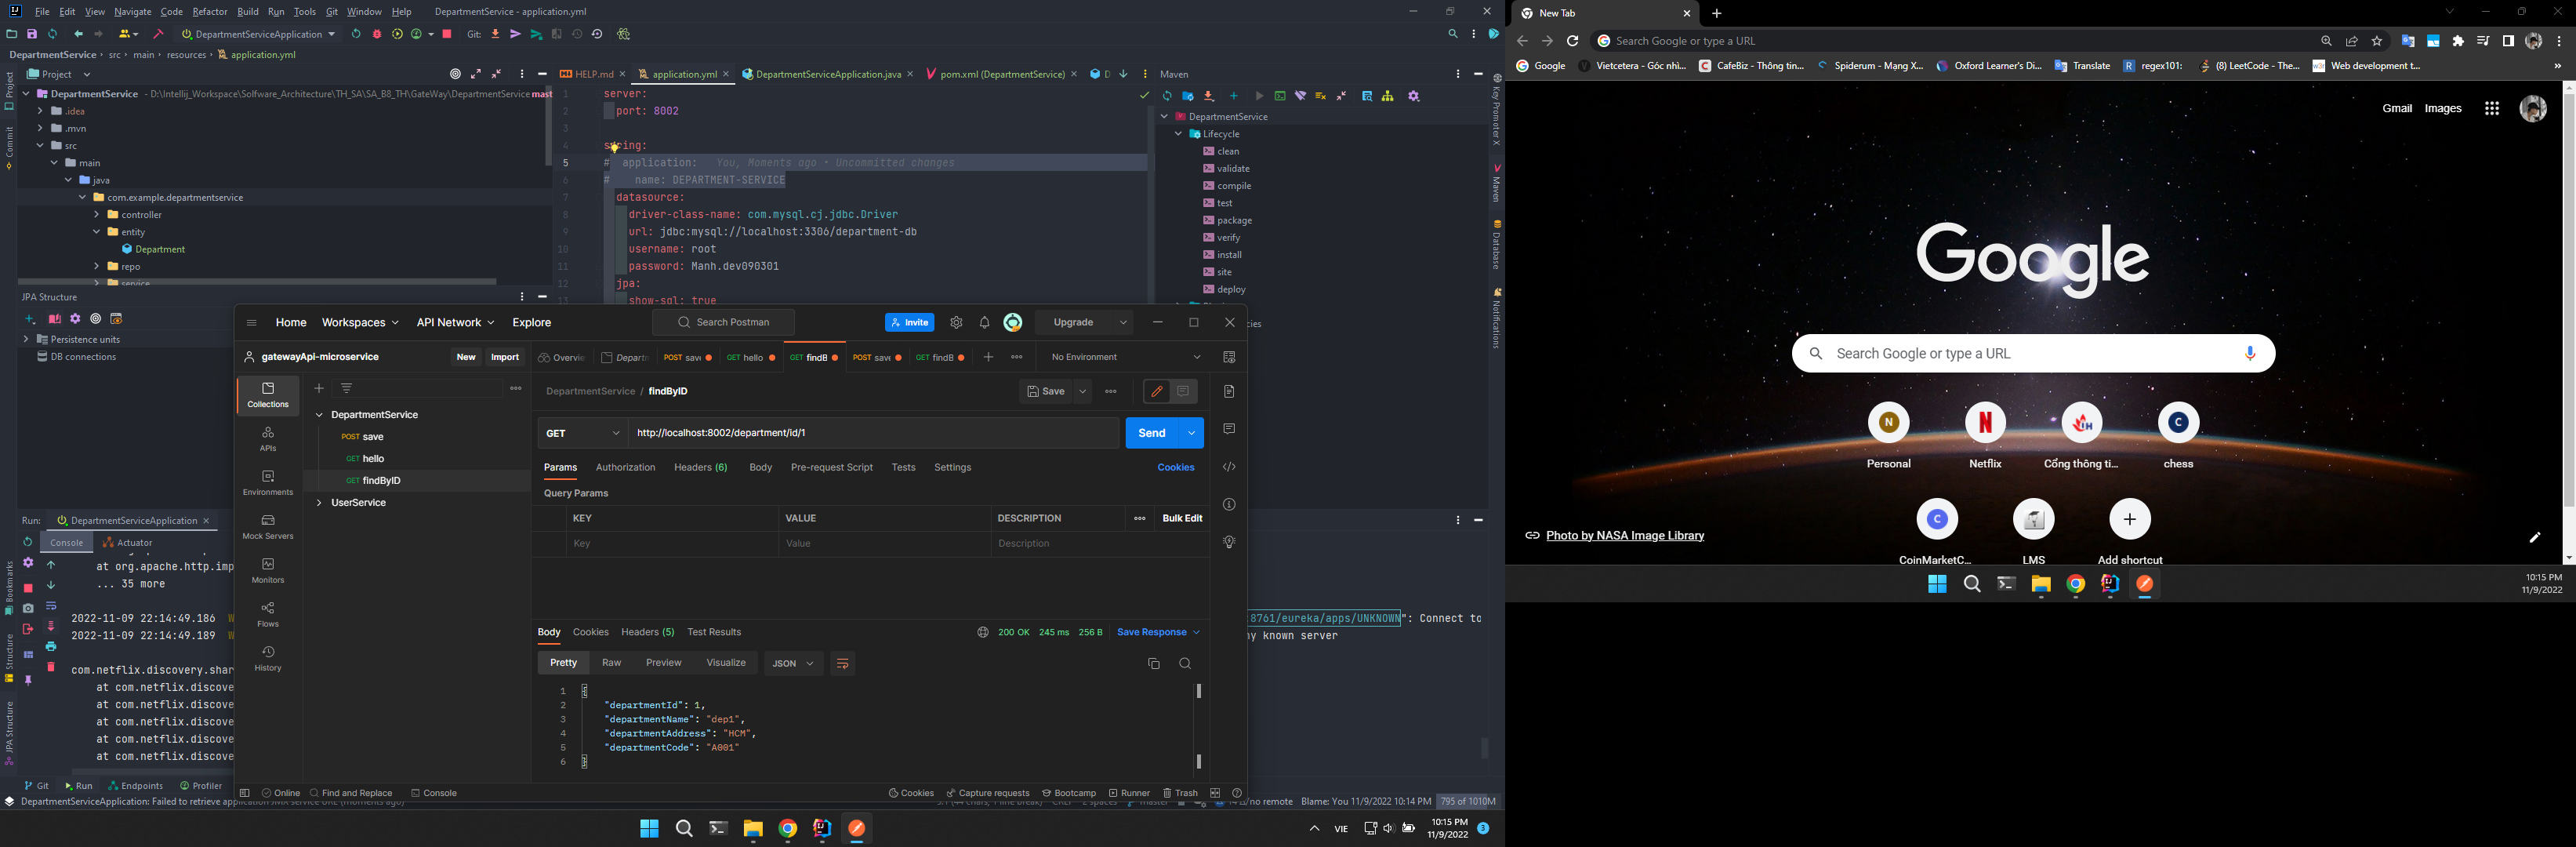 File Edit View Navigate Code Refactor Build Run Tools Git Window Help DepartmentService - application.yml
DepartmentServiceApplication Git:
DepartmentService src main resources application.yml
Project
HELP.md application.yml DepartmentServiceApplication.java pom.xml (DepartmentService) D
Maven
DepartmentService - D:\Intellij_Workspace\Solfware_Architecture\TH_SA\SA_B8_TH\GateWay\DepartmentService mast
.idea
.mvn
src
main
java
com.example.departmentservice
controller
entity
Department
repo
service
1 server:
2 port: 8002
3
4 spring:
5 # application: You, Moments ago • Uncommitted changes
6 # name: DEPARTMENT-SERVICE
7 datasource:
8 driver-class-name: com.mysql.cj.jdbc.Driver
9 url: jdbc:mysql://localhost:3306/department-db
10 username: root
11 password: Manh.dev090301
12 jpa:
13 show-sql: true
DepartmentService
Lifecycle
clean
validate
compile
test
package
verify
install
site
deploy
Project
Commit
Bookmarks
Structure
JPA Structure
Key Promoter X
Maven
Database
Notifications
JPA Structure
Persistence units
DB connections
Home Workspaces API Network Explore Search Postman Invite Upgrade
gatewayApi-microservice New Import
Collections
APIs
Environments
Mock Servers
Monitors
Flows
History
DepartmentService
POST save
GET hello
GET findByID
UserService
Overvie Departm POST save GET hello GET findB POST save GET findB No Environment
DepartmentService / findByID Save
GET http://localhost:8002/department/id/1 Send
Params Authorization Headers (6) Body Pre-request Script Tests Settings Cookies
Query Params
KEY VALUE DESCRIPTION Bulk Edit
Key Value Description
Body Cookies Headers (5) Test Results 200 OK 245 ms 256 B Save Response
Pretty Raw Preview Visualize JSON
1 {
2 "departmentId": 1,
3 "departmentName": "dep1",
4 "departmentAddress": "HCM",
5 "departmentCode": "A001"
6 }
Online Find and Replace Console Cookies Capture requests Bootcamp Runner Trash
Run: DepartmentServiceApplication
Console Actuator
at org.apache.http.imp
... 35 more
2022-11-09 22:14:49.186 W
2022-11-09 22:14:49.189 W
com.netflix.discovery.shar
at com.netflix.discove
at com.netflix.discove
at com.netflix.discove
at com.netflix.discove
at com.netflix.discove
:8761/eureka/apps/UNKNOWN": Connect to
ny known server
Git Run Endpoints Profiler
DepartmentServiceApplication: Failed to retrieve application JMX service URL (moments ago)
master no remote Blame: You 11/9/2022 10:14 PM 795 of 1010M
VIE 10:15 PM
11/9/2022 3
New Tab
Search Google or type a URL
Google Vietcetera - Góc nhì... CafeBiz - Thông tin... Spiderum - Mạng X... Oxford Learner's Di... Translate regex101: (8) LeetCode - The... Web development t...
Gmail Images
Google
Search Google or type a URL
N
Personal Netflix Cổng thông ti... C chess
C
CoinMarketC... LMS Add shortcut
Photo by NASA Image Library
10:15 PM
11/9/2022